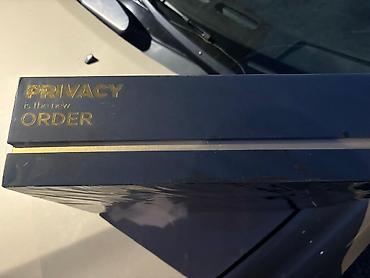 PRIVACY
is the new
ORDER